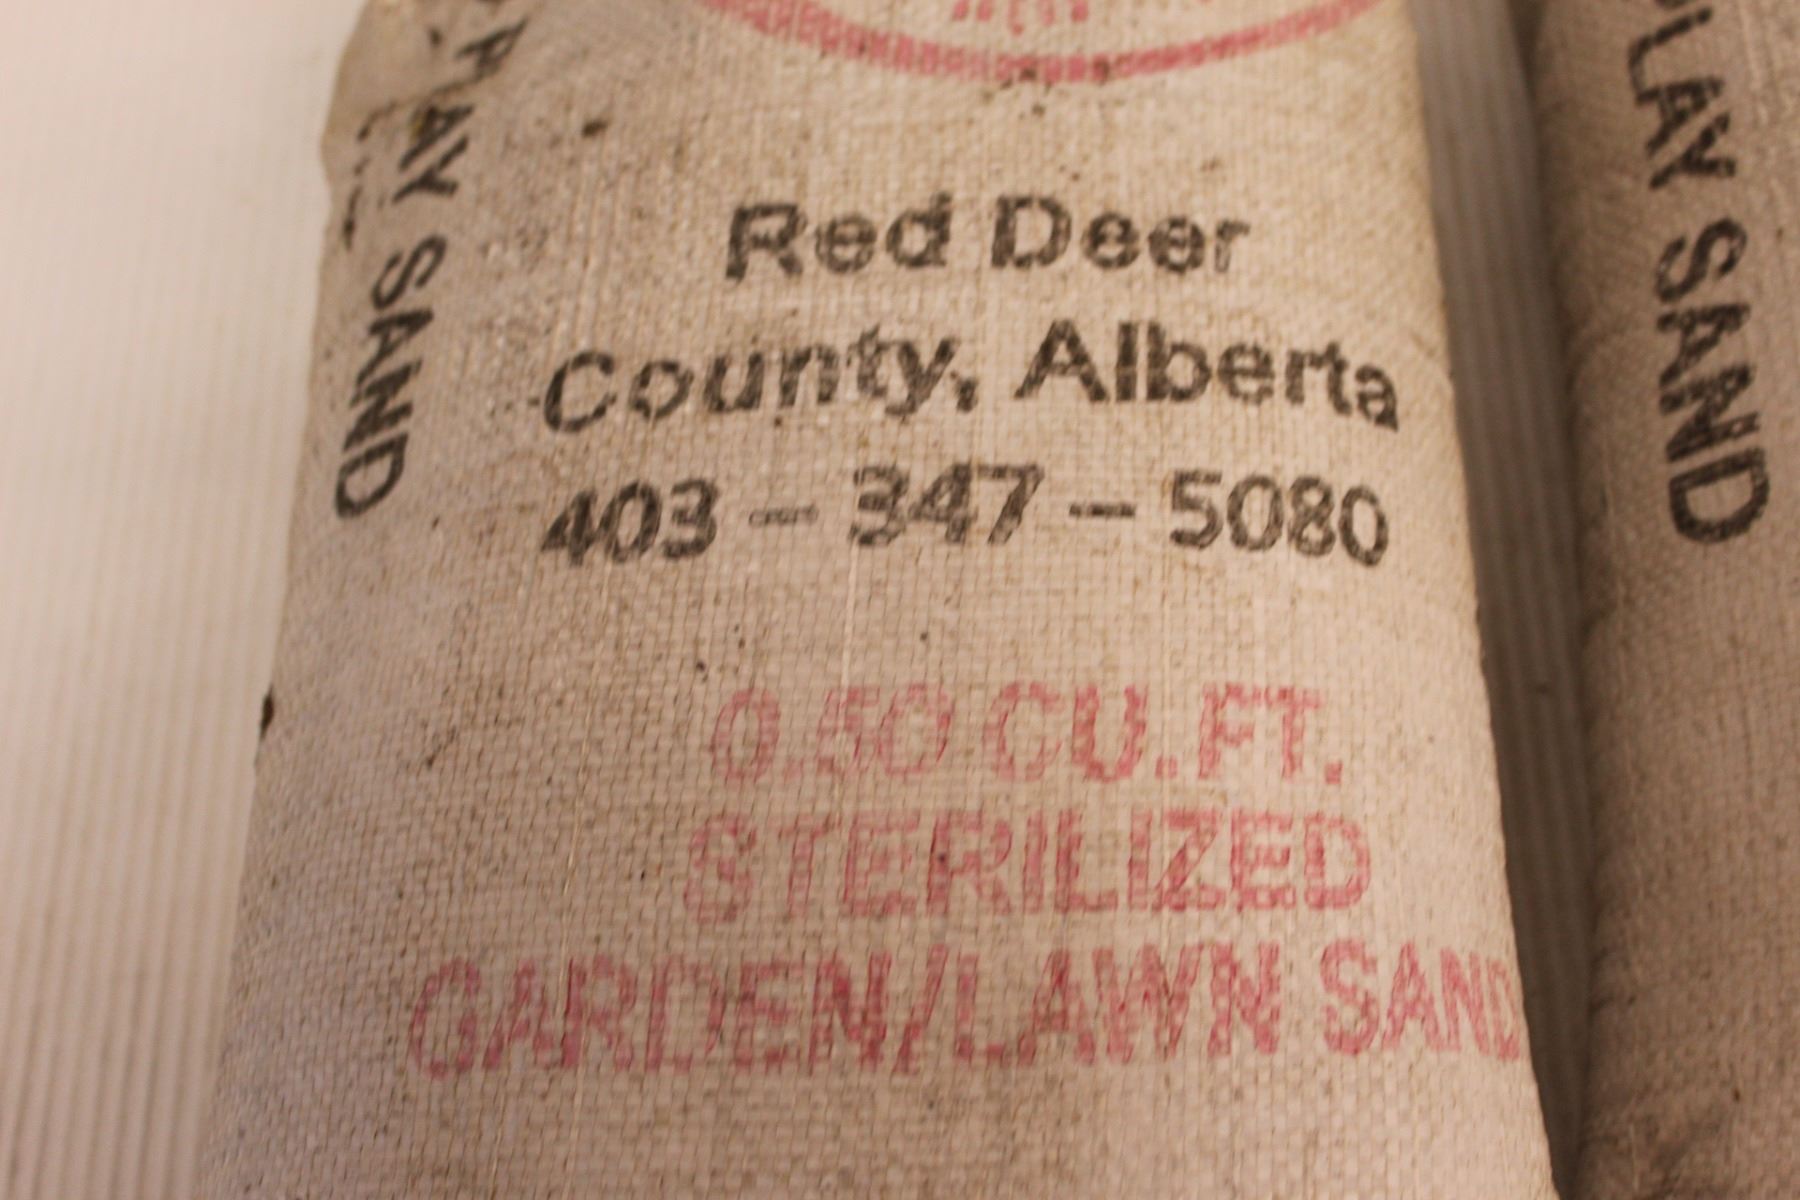 PLAY SAND
Red Deer
County, Alberta
403 – 347 – 5080
0.50 CU.FT.
STERILIZED
GARDEN/LAWN SAND
PLAY SAND